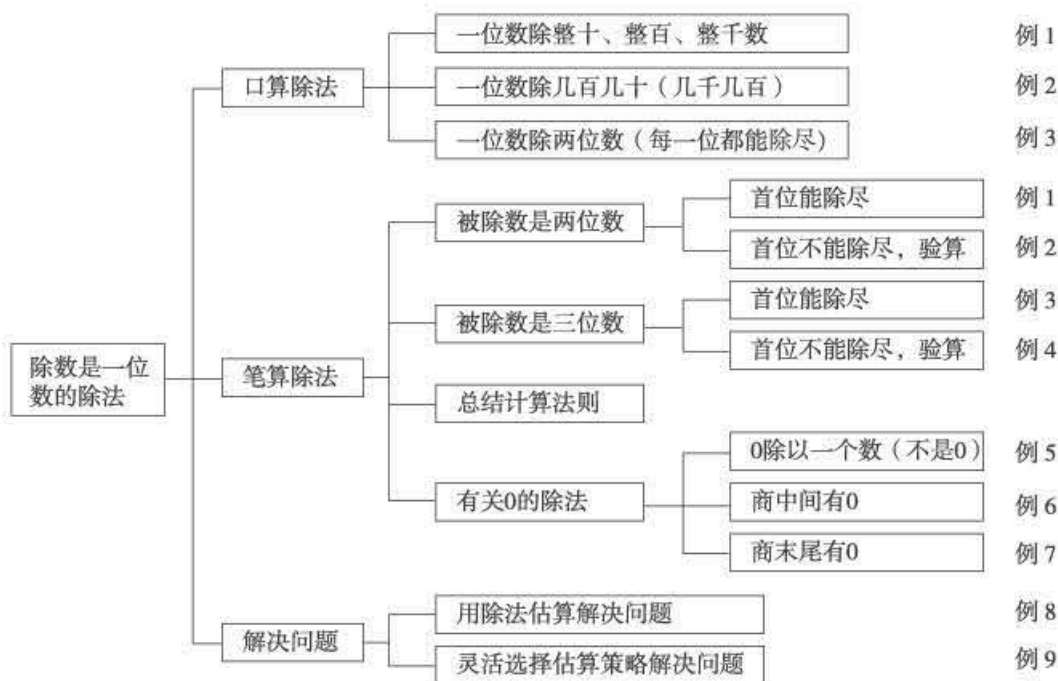 一位数除整十、整百、整千数 例1
口算除法
一位数除几百几十（几千几百） 例2
一位数除两位数（每一位都能除尽） 例3
首位能除尽 例1
被除数是两位数
首位不能除尽，验算 例2
首位能除尽 例3
被除数是三位数
首位不能除尽，验算 例4
除数是一位
数的除法
笔算除法
总结计算法则
0除以一个数（不是0） 例5
有关0的除法
商中间有0 例6
商末尾有0 例7
用除法估算解决问题 例8
解决问题
灵活选择估算策略解决问题 例9